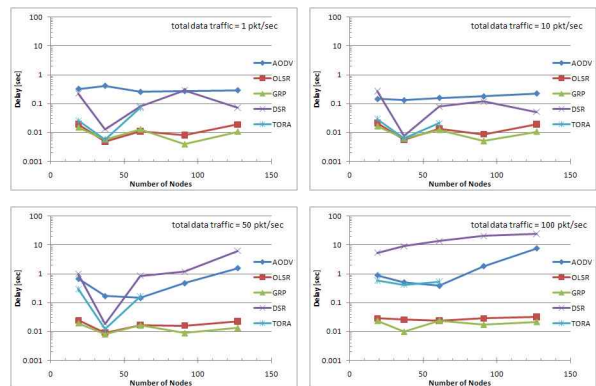 total data traffic = 1 pkt/sec
100
10
1
0.1
0.01
0.001
Delay [sec]
0
50
100
150
Number of Nodes
AODV
OLSR
GRP
DSR
TORA
total data traffic = 10 pkt/sec
100
10
1
0.1
0.01
0.001
Delay [sec]
0
50
100
150
Number of Nodes
AODV
OLSR
GRP
DSR
TORA
total data traffic = 50 pkt/sec
100
10
1
0.1
0.01
0.001
Delay [sec]
0
50
100
150
Number of Nodes
AODV
OLSR
GRP
DSR
TORA
total data traffic = 100 pkt/sec
100
10
1
0.1
0.01
0.001
Delay [sec]
0
50
100
150
Number of Nodes
AODV
OLSR
GRP
DSR
TORA